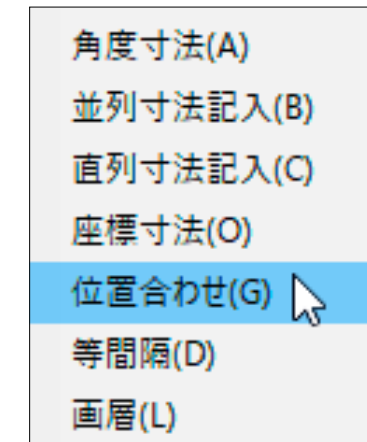 角度寸法(A)
並列寸法記入(B)
直列寸法記入(C)
座標寸法(O)
位置合わせ(G)
等間隔(D)
画層(L)